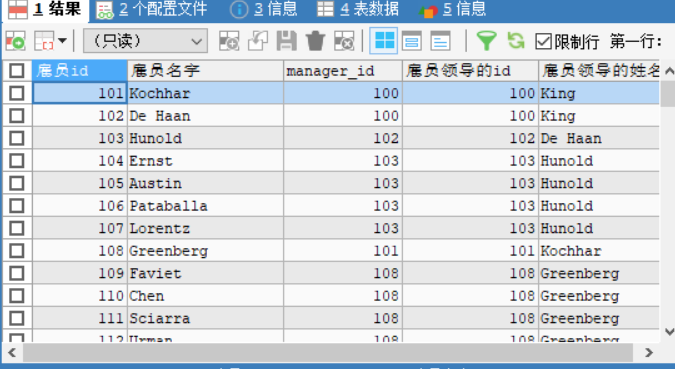 1 结果 2 个配置文件 3 信息 4 表数据 5 信息
(只读) 限制行 第一行:
雇员id 雇员名字 manager_id 雇员领导的id 雇员领导的姓名
101 Kochhar 100 100 King
102 De Haan 100 100 King
103 Hunold 102 102 De Haan
104 Ernst 103 103 Hunold
105 Austin 103 103 Hunold
106 Pataballa 103 103 Hunold
107 Lorentz 103 103 Hunold
108 Greenberg 101 101 Kochhar
109 Faviet 108 108 Greenberg
110 Chen 108 108 Greenberg
111 Sciarra 108 108 Greenberg
112 Urman 108 108 Greenberg